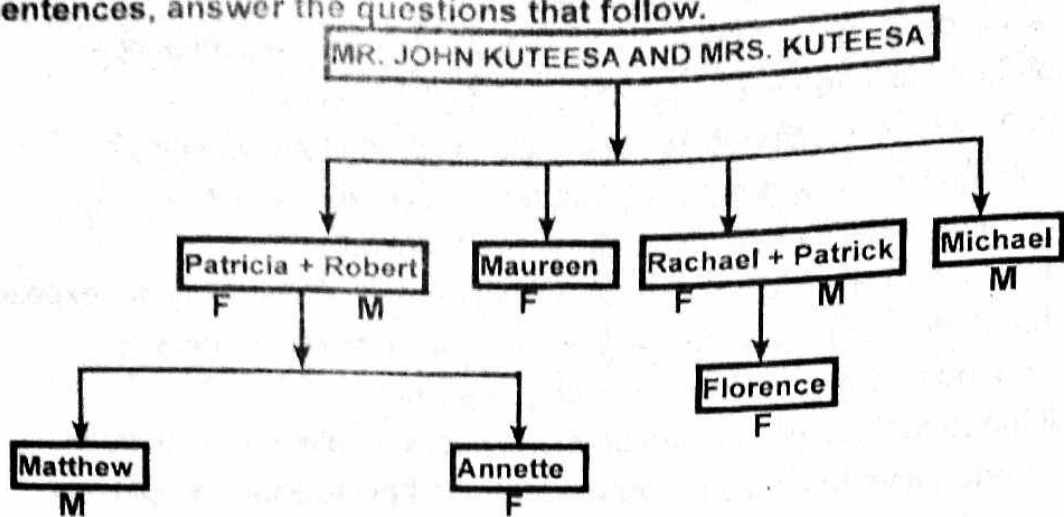 entences, answer the questions that follow.
MR. JOHN KUTEESA AND MRS. KUTEESA
Patricia + Robert
F M
Maureen
F
Rachael + Patrick
F M
Michael
M
Florence
F
Matthew
M
Annette
F